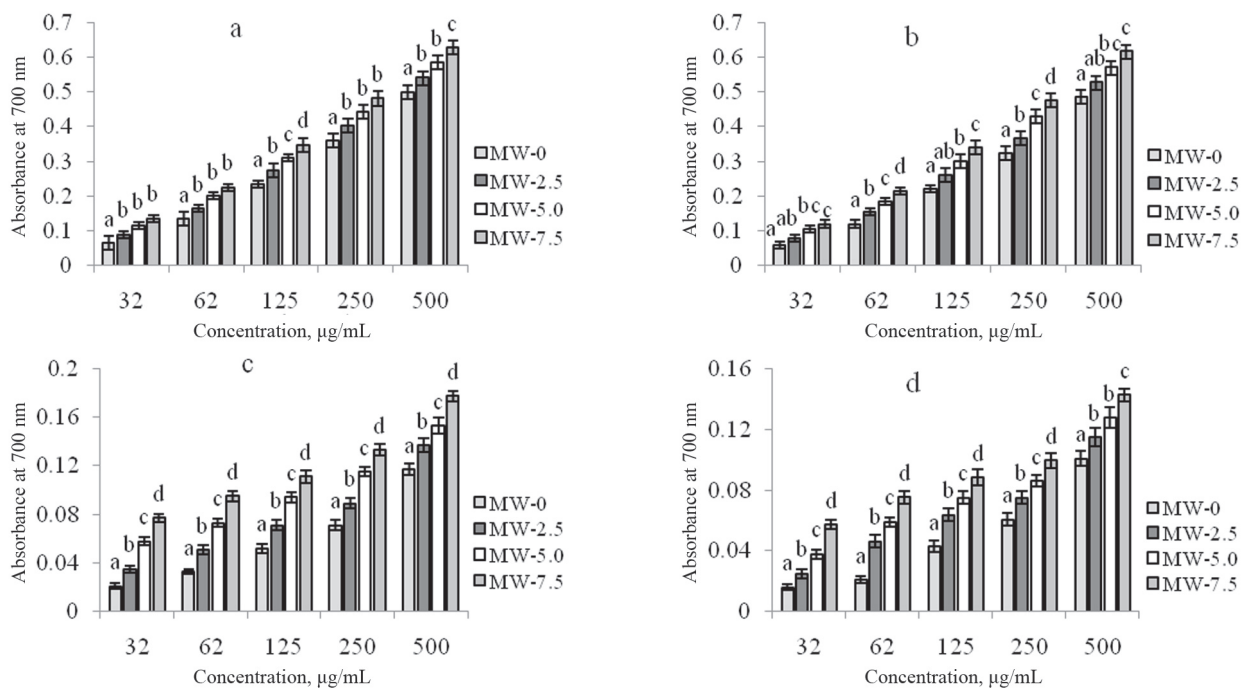 a
Absorbance at 700 nm
0.7
0.6
0.5
0.4
0.3
0.2
0.1
0
a b b b
a b b b
a b c d
a b b b
a b b c
32 62 125 250 500
Concentration, µg/mL
MW-0
MW-2.5
MW-5.0
MW-7.5
b
Absorbance at 700 nm
0.7
0.6
0.5
0.4
0.3
0.2
0.1
0
a ab bc c
a b c d
a ab b c
a b c d
a ab bc c
32 62 125 250 500
Concentration, µg/mL
MW-0
MW-2.5
MW-5.0
MW-7.5
c
Absorbance at 700 nm
0.2
0.16
0.12
0.08
0.04
0
a b c d
a b c d
a b c d
a b c d
a b c d
32 62 125 250 500
Concentration, µg/mL
MW-0
MW-2.5
MW-5.0
MW-7.5
d
Absorbance at 700 nm
0.16
0.12
0.08
0.04
0
a b c d
a b c d
a b c d
a b c d
a b b c
32 62 125 250 500
Concentration, µg/mL
MW-0
MW-2.5
MW-5.0
MW-7.5